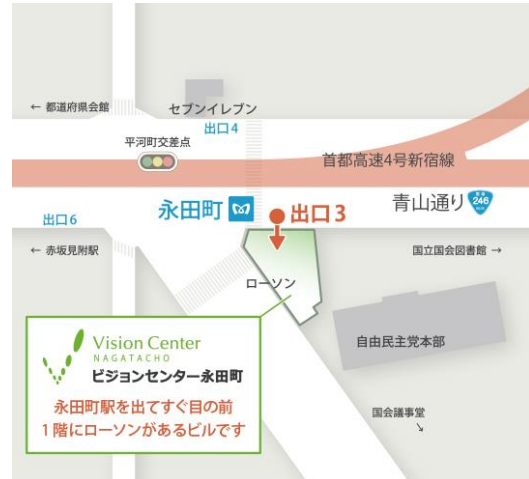 ← 都道府県会館
セブンイレブン
出口4
平河町交差点
首都高速4号新宿線
永田町
出口3
青山通り
246
出口6
← 赤坂見附駅
国立国会図書館 →
ローソン
自由民主党本部
Vision Center
NAGATACHO
ビジョンセンター永田町
永田町駅を出てすぐ目の前
1階にローソンがあるビルです
国会議事堂